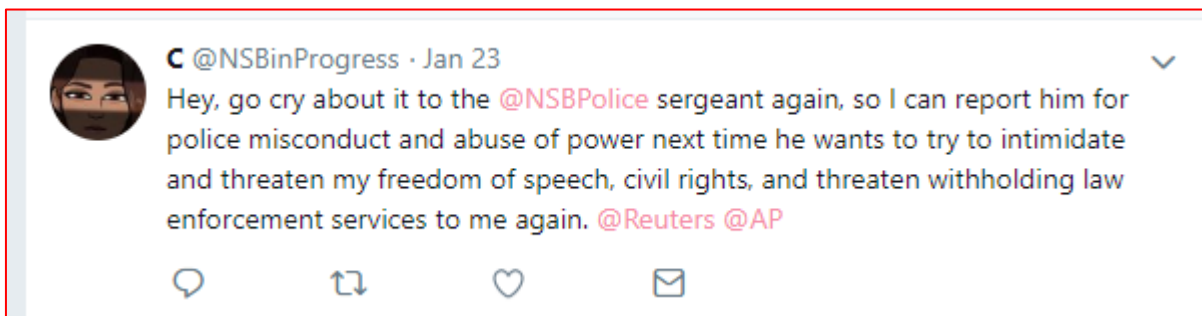 C @NSBinProgress · Jan 23
Hey, go cry about it to the @NSBPolice sergeant again, so I can report him for
police misconduct and abuse of power next time he wants to try to intimidate
and threaten my freedom of speech, civil rights, and threaten withholding law
enforcement services to me again. @Reuters @AP